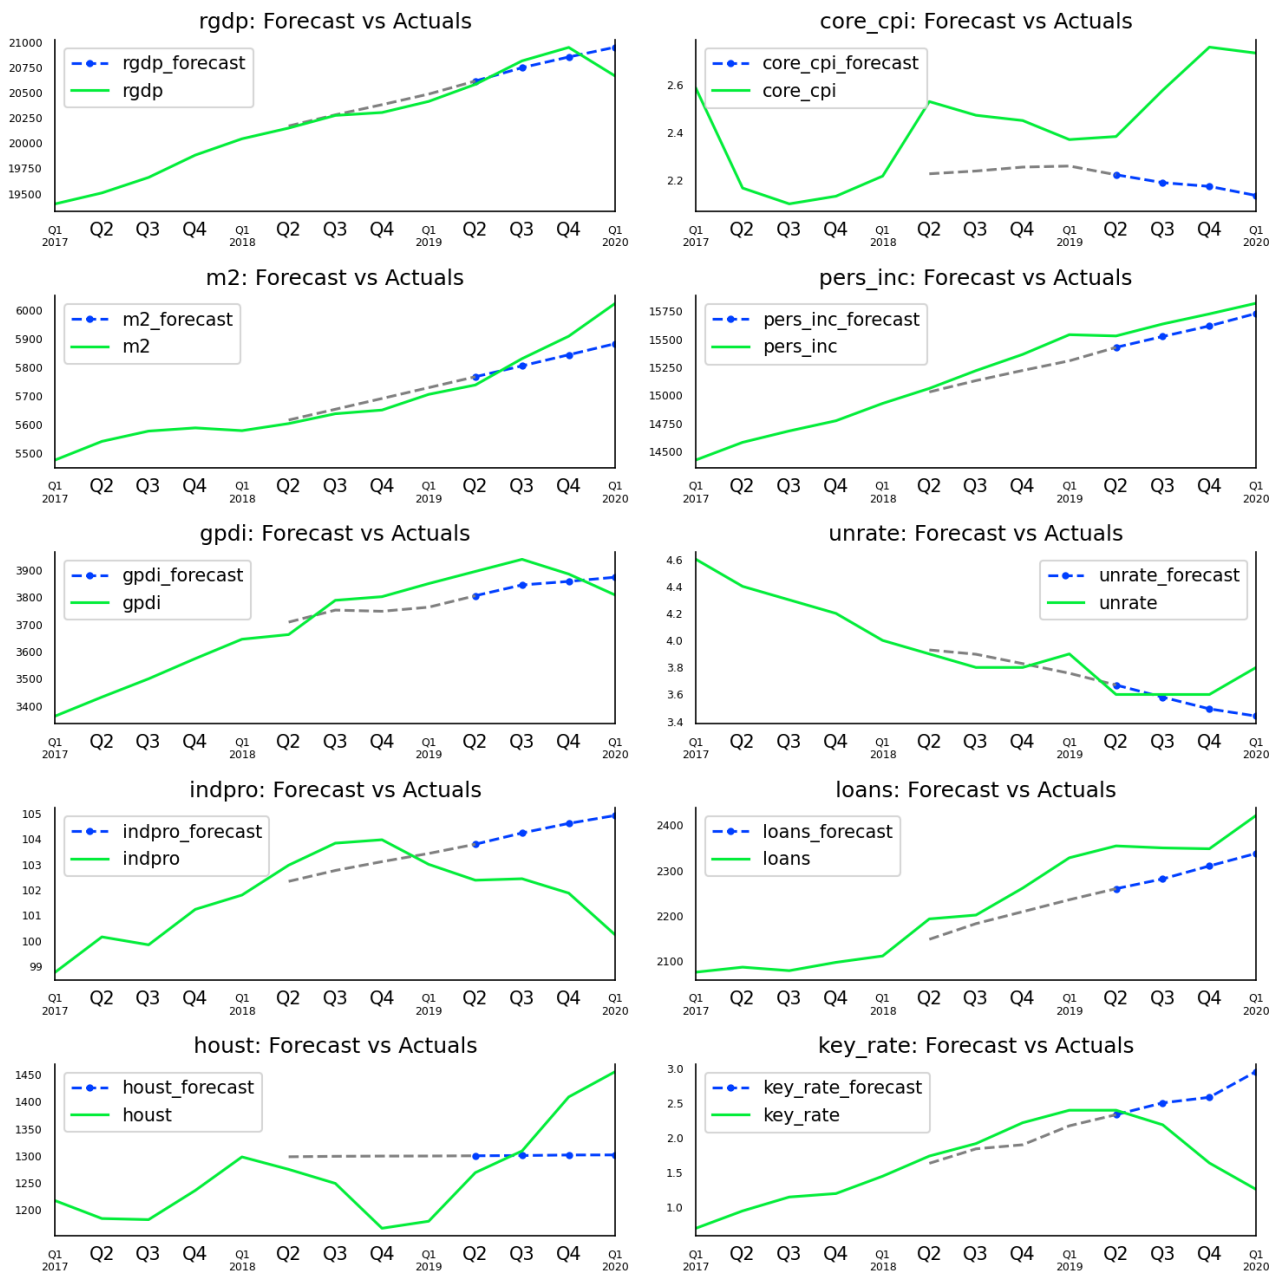 rgdp: Forecast vs Actuals
rgdp_forecast
rgdp
21000
20750
20500
20250
20000
19750
19500
Q1 Q2 Q3 Q4 Q1 Q2 Q3 Q4 Q1 Q2 Q3 Q4 Q1
2017 2018 2019 2020
core_cpi: Forecast vs Actuals
core_cpi_forecast
core_cpi
2.6
2.4
2.2
Q1 Q2 Q3 Q4 Q1 Q2 Q3 Q4 Q1 Q2 Q3 Q4 Q1
2017 2018 2019 2020
m2: Forecast vs Actuals
m2_forecast
m2
6000
5900
5800
5700
5600
5500
Q1 Q2 Q3 Q4 Q1 Q2 Q3 Q4 Q1 Q2 Q3 Q4 Q1
2017 2018 2019 2020
pers_inc: Forecast vs Actuals
pers_inc_forecast
pers_inc
15750
15500
15250
15000
14750
14500
Q1 Q2 Q3 Q4 Q1 Q2 Q3 Q4 Q1 Q2 Q3 Q4 Q1
2017 2018 2019 2020
gpdi: Forecast vs Actuals
gpdi_forecast
gpdi
3900
3800
3700
3600
3500
3400
Q1 Q2 Q3 Q4 Q1 Q2 Q3 Q4 Q1 Q2 Q3 Q4 Q1
2017 2018 2019 2020
unrate: Forecast vs Actuals
unrate_forecast
unrate
4.6
4.4
4.2
4.0
3.8
3.6
3.4
Q1 Q2 Q3 Q4 Q1 Q2 Q3 Q4 Q1 Q2 Q3 Q4 Q1
2017 2018 2019 2020
indpro: Forecast vs Actuals
indpro_forecast
indpro
105
104
103
102
101
100
99
Q1 Q2 Q3 Q4 Q1 Q2 Q3 Q4 Q1 Q2 Q3 Q4 Q1
2017 2018 2019 2020
loans: Forecast vs Actuals
loans_forecast
loans
2400
2300
2200
2100
Q1 Q2 Q3 Q4 Q1 Q2 Q3 Q4 Q1 Q2 Q3 Q4 Q1
2017 2018 2019 2020
houst: Forecast vs Actuals
houst_forecast
houst
1450
1400
1350
1300
1250
1200
Q1 Q2 Q3 Q4 Q1 Q2 Q3 Q4 Q1 Q2 Q3 Q4 Q1
2017 2018 2019 2020
key_rate: Forecast vs Actuals
key_rate_forecast
key_rate
3.0
2.5
2.0
1.5
1.0
Q1 Q2 Q3 Q4 Q1 Q2 Q3 Q4 Q1 Q2 Q3 Q4 Q1
2017 2018 2019 2020